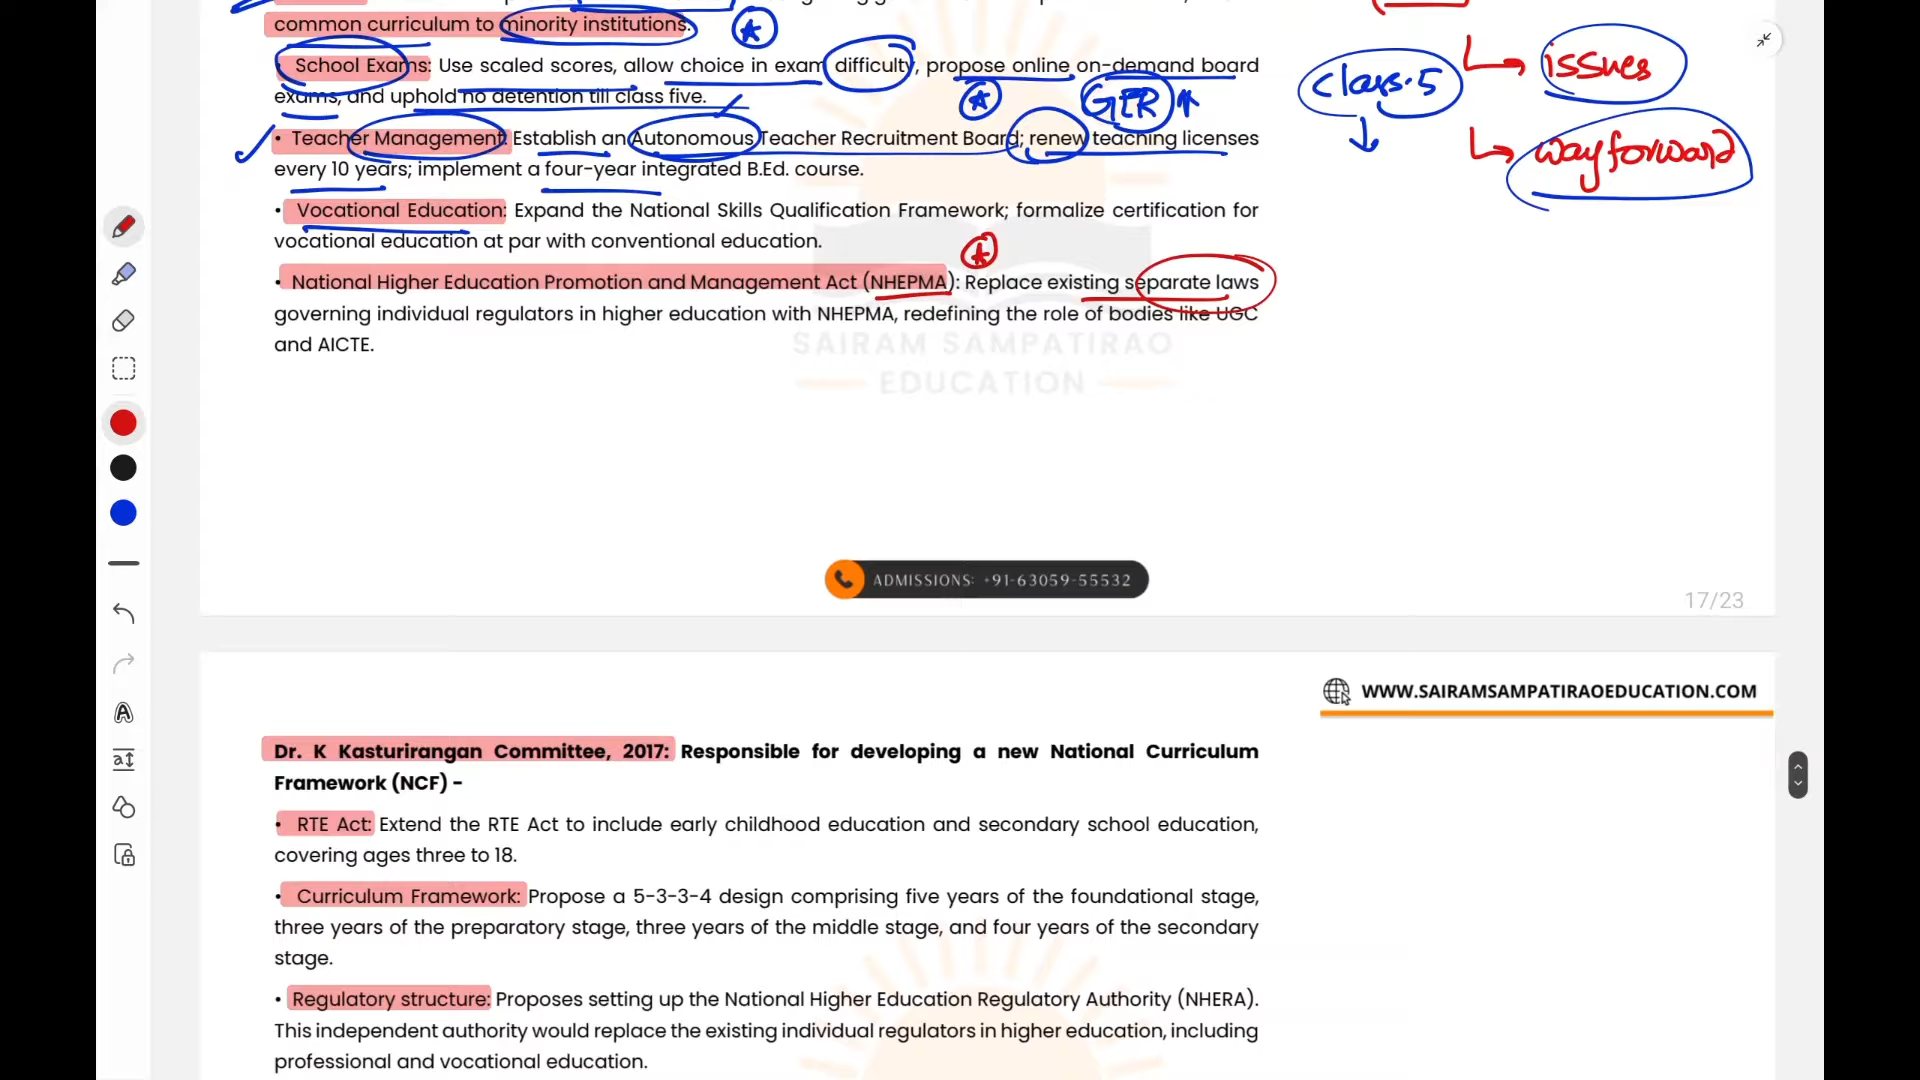 common curriculum to minority institutions.
• School Exams: Use scaled scores, allow choice in exam difficulty, propose online on-demand board
exams, and uphold no detention till class five.
class.5
issues
GER
way forward
• Teacher Management: Establish an Autonomous Teacher Recruitment Board; renew teaching licenses
every 10 years; implement a four-year integrated B.Ed. course.
• Vocational Education: Expand the National Skills Qualification Framework; formalize certification for
vocational education at par with conventional education.
• National Higher Education Promotion and Management Act (NHEPMA): Replace existing separate laws
governing individual regulators in higher education with NHEPMA, redefining the role of bodies like UGC
and AICTE.
SAIRAM SAMPATIRAO
EDUCATION
ADMISSIONS: +91-63059-55532
17/23
WWW.SAIRAMSAMPATIRAOEDUCATION.COM
Dr. K Kasturirangan Committee, 2017: Responsible for developing a new National Curriculum
Framework (NCF) -
• RTE Act: Extend the RTE Act to include early childhood education and secondary school education,
covering ages three to 18.
• Curriculum Framework: Propose a 5-3-3-4 design comprising five years of the foundational stage,
three years of the preparatory stage, three years of the middle stage, and four years of the secondary
stage.
• Regulatory structure: Proposes setting up the National Higher Education Regulatory Authority (NHERA).
This independent authority would replace the existing individual regulators in higher education, including
professional and vocational education.